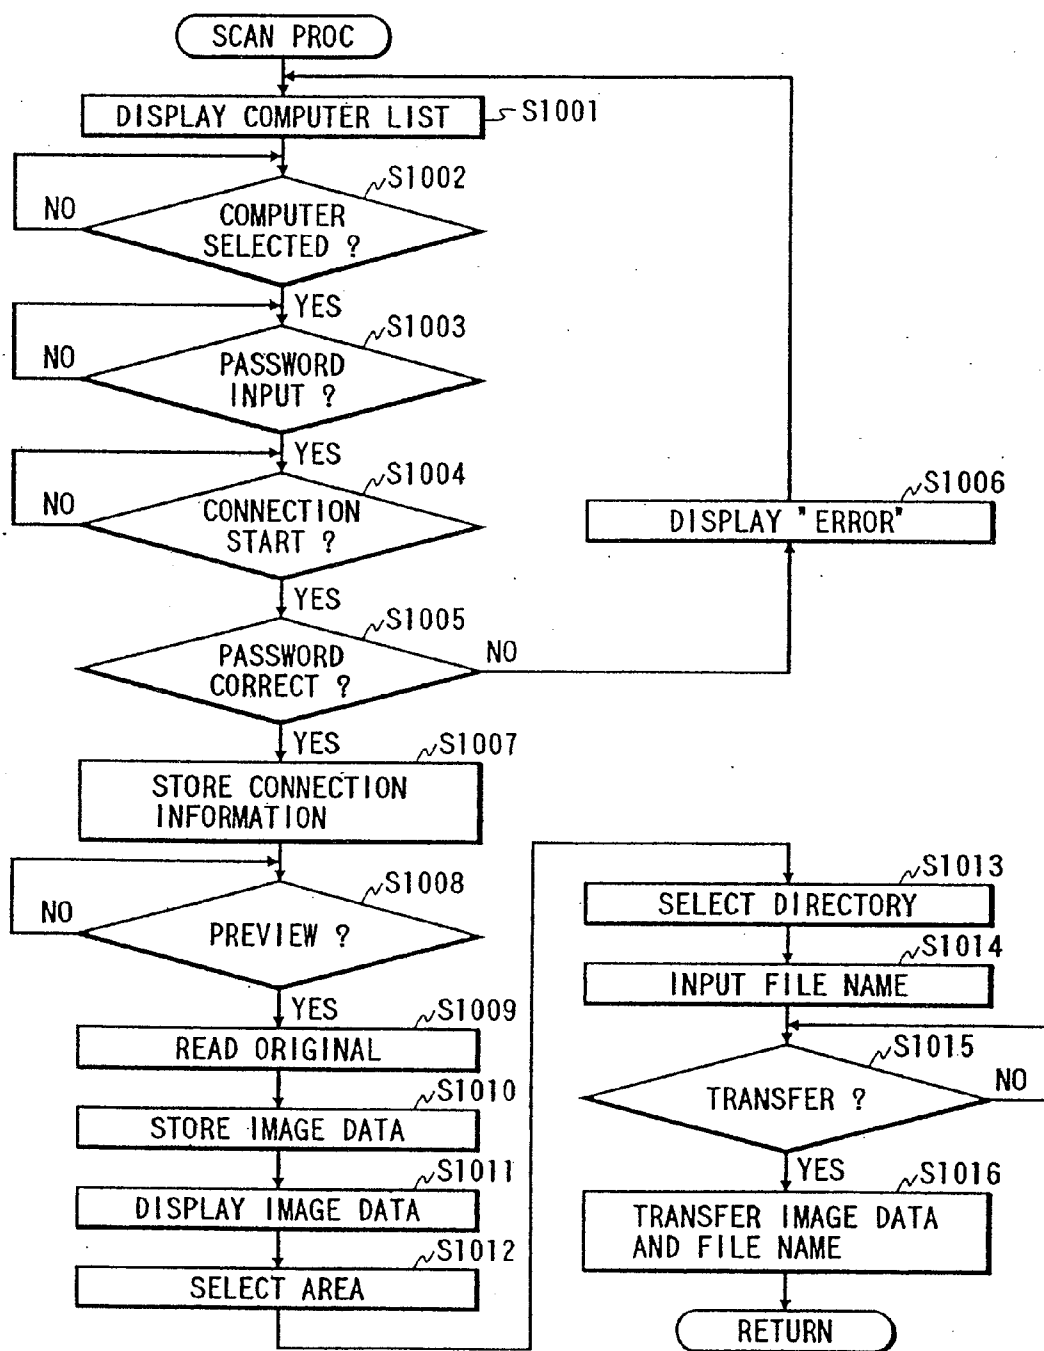 SCAN PROC
DISPLAY COMPUTER LIST
S1001
S1002
NO
COMPUTER
SELECTED ?
YES
S1003
NO
PASSWORD
INPUT ?
YES
S1004
NO
CONNECTION
START ?
S1006
DISPLAY "ERROR"
YES
S1005
PASSWORD
CORRECT ?
NO
YES
S1007
STORE CONNECTION
INFORMATION
S1008
NO
PREVIEW ?
YES
S1009
READ ORIGINAL
S1010
STORE IMAGE DATA
S1011
DISPLAY IMAGE DATA
S1012
SELECT AREA
S1013
SELECT DIRECTORY
S1014
INPUT FILE NAME
S1015
TRANSFER ?
NO
YES
S1016
TRANSFER IMAGE DATA
AND FILE NAME
RETURN